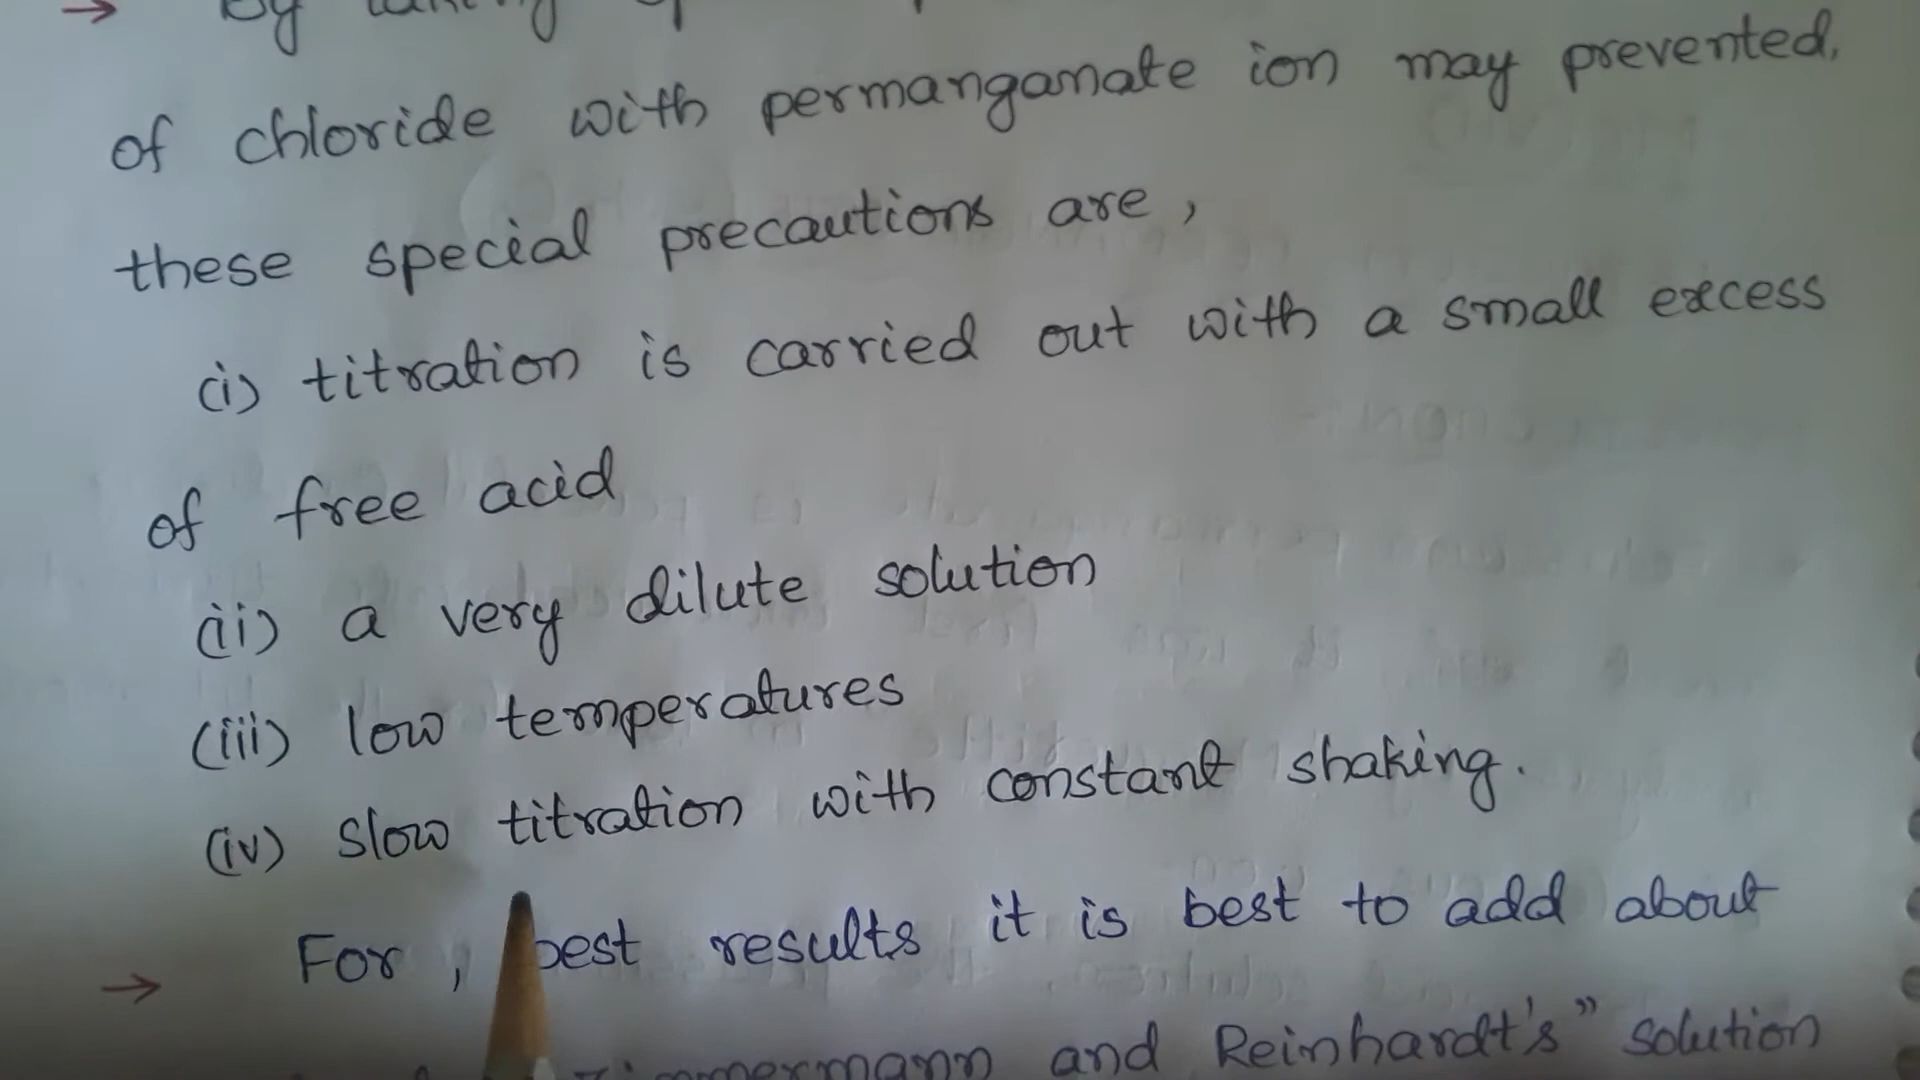 → By
of chloride with permanganate ion may prevented.
these special precautions are,
(i) titration is carried out with a small excess
of free acid
(ii) a very dilute solution
(iii) low temperatures
(iv) slow titration with constant shaking.
→ For, best results it is best to add about
Zimmermann and Reinhardt's" solution